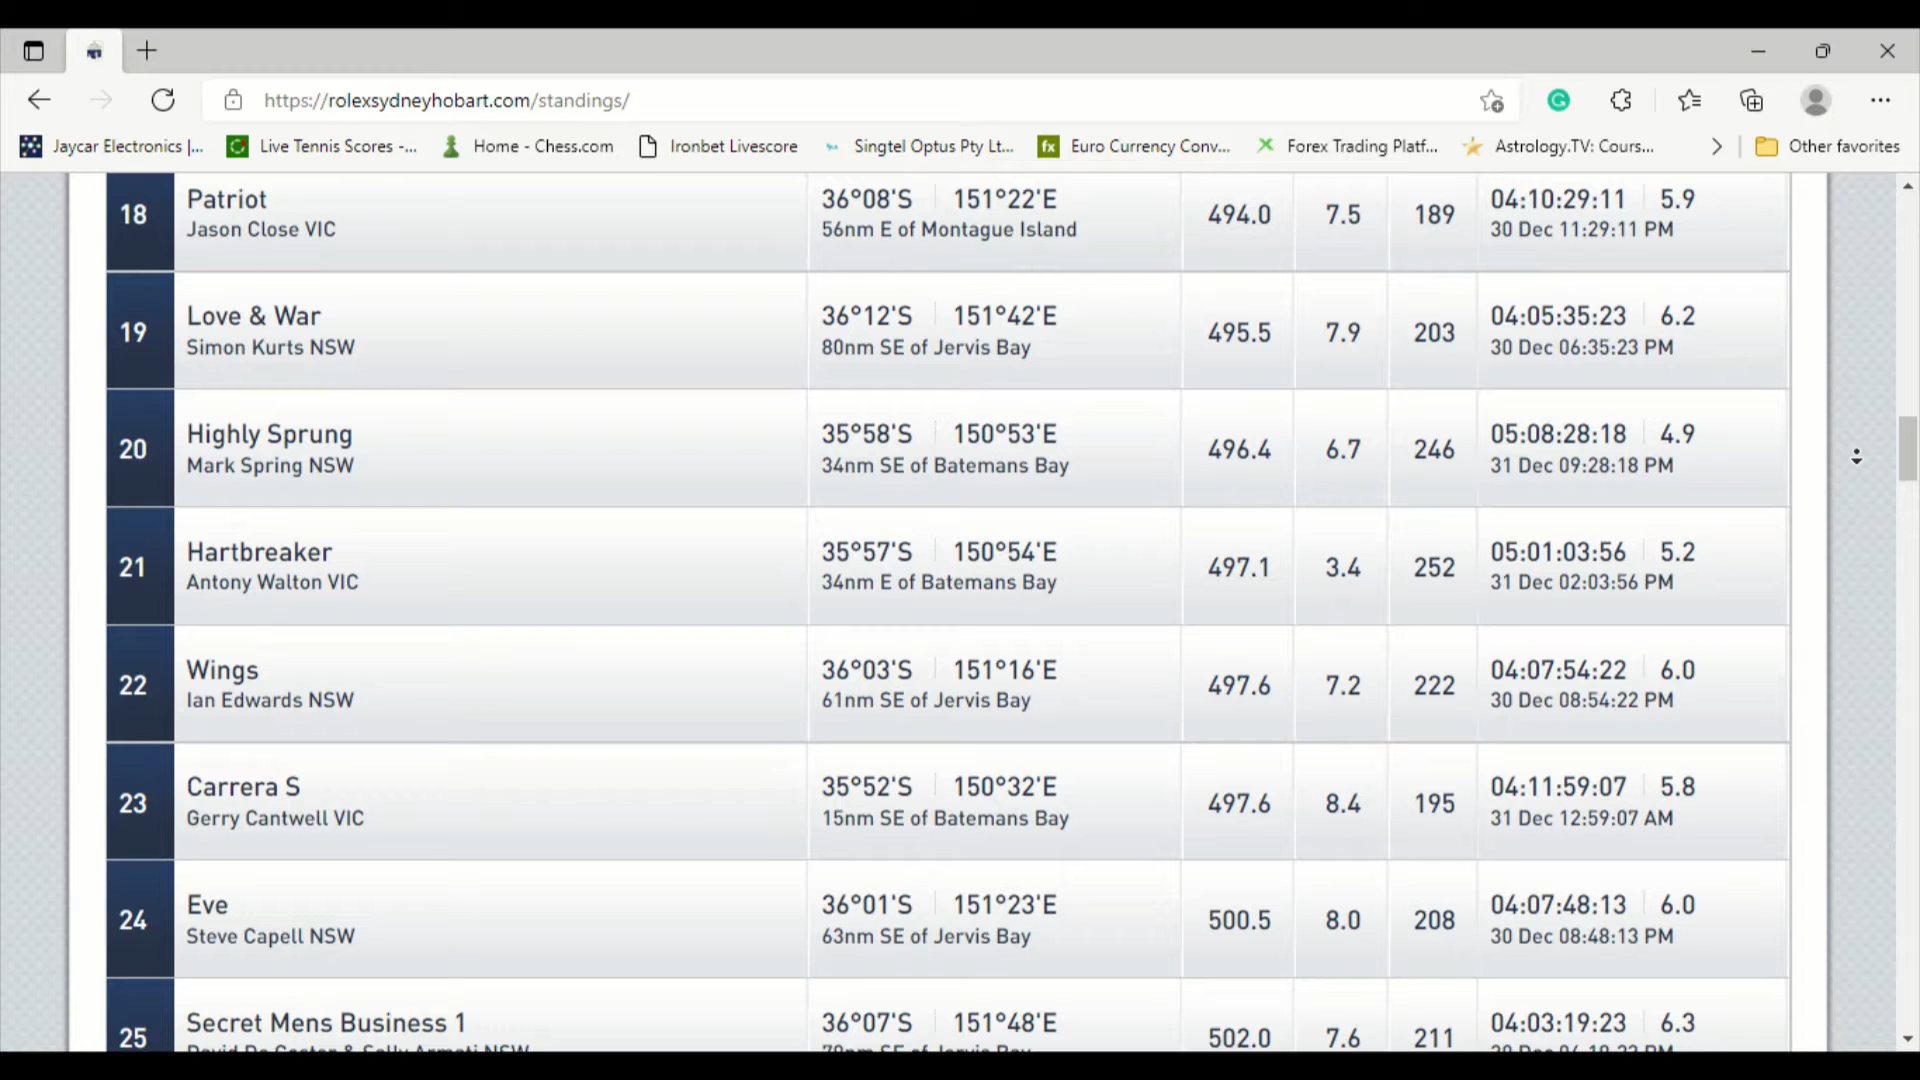 https://rolexsydneyhobart.com/standings/
Jaycar Electronics |... Live Tennis Scores -... Home - Chess.com Ironbet Livescore Singtel Optus Pty Lt... fx Euro Currency Conv... Forex Trading Platf... Astrology.TV: Cours... Other favorites
18 Patriot 36°08'S 151°22'E 494.0 7.5 189 04:10:29:11 5.9
Jason Close VIC 56nm E of Montague Island 30 Dec 11:29:11 PM
19 Love & War 36°12'S 151°42'E 495.5 7.9 203 04:05:35:23 6.2
Simon Kurts NSW 80nm SE of Jervis Bay 30 Dec 06:35:23 PM
20 Highly Sprung 35°58'S 150°53'E 496.4 6.7 246 05:08:28:18 4.9
Mark Spring NSW 34nm SE of Batemans Bay 31 Dec 09:28:18 PM
21 Hartbreaker 35°57'S 150°54'E 497.1 3.4 252 05:01:03:56 5.2
Antony Walton VIC 34nm E of Batemans Bay 31 Dec 02:03:56 PM
22 Wings 36°03'S 151°16'E 497.6 7.2 222 04:07:54:22 6.0
Ian Edwards NSW 61nm SE of Jervis Bay 30 Dec 08:54:22 PM
23 Carrera S 35°52'S 150°32'E 497.6 8.4 195 04:11:59:07 5.8
Gerry Cantwell VIC 15nm SE of Batemans Bay 31 Dec 12:59:07 AM
24 Eve 36°01'S 151°23'E 500.5 8.0 208 04:07:48:13 6.0
Steve Capell NSW 63nm SE of Jervis Bay 30 Dec 08:48:13 PM
25 Secret Mens Business 1 36°07'S 151°48'E 502.0 7.6 211 04:03:19:23 6.3